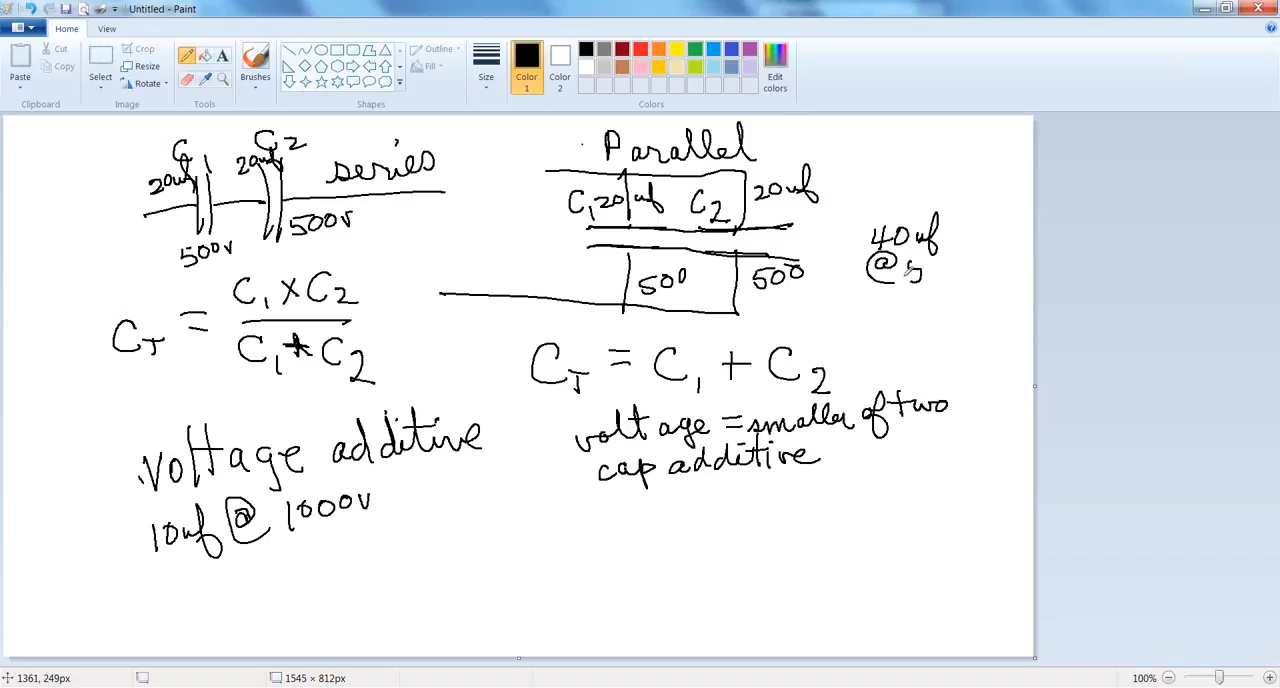 Untitled - Paint
Home
View
Paste
Cut
Copy
Clipboard
Select
Crop
Resize
Rotate
Image
Tools
Brushes
Outline
Fill
Shapes
Size
Color 1
Color 2
Edit colors
Colors
C1 C2 series
20uf 20uf
500v 500v
CT = C1 X C2
C1 + C2
voltage additive
10uf @ 1000v
Parallel
C1 20uf C2 20uf
500 500
40uf
@ 5
CT = C1 + C2
voltage = smaller of two
cap additive
1361, 249px
1545 × 812px
100%